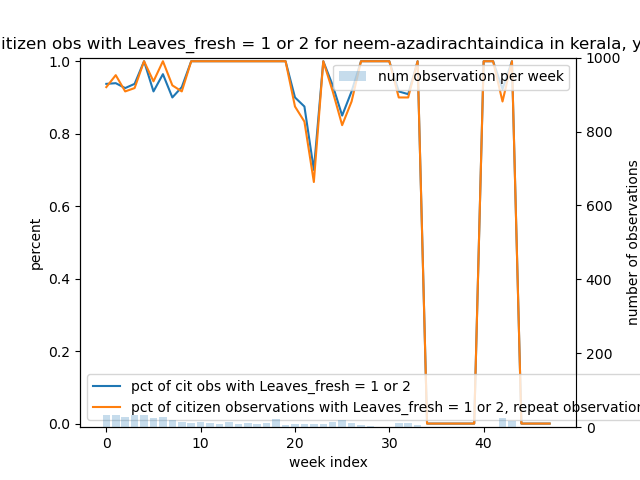 citizen obs with Leaves_fresh = 1 or 2 for neem-azadirachtaindica in kerala, y
num observation per week
1.0
0.8
0.6
0.4
0.2
0.0
percent
1000
800
600
400
200
0
number of observations
pct of cit obs with Leaves_fresh = 1 or 2
pct of citizen observations with Leaves_fresh = 1 or 2, repeat observation
0 10 20 30 40
week index